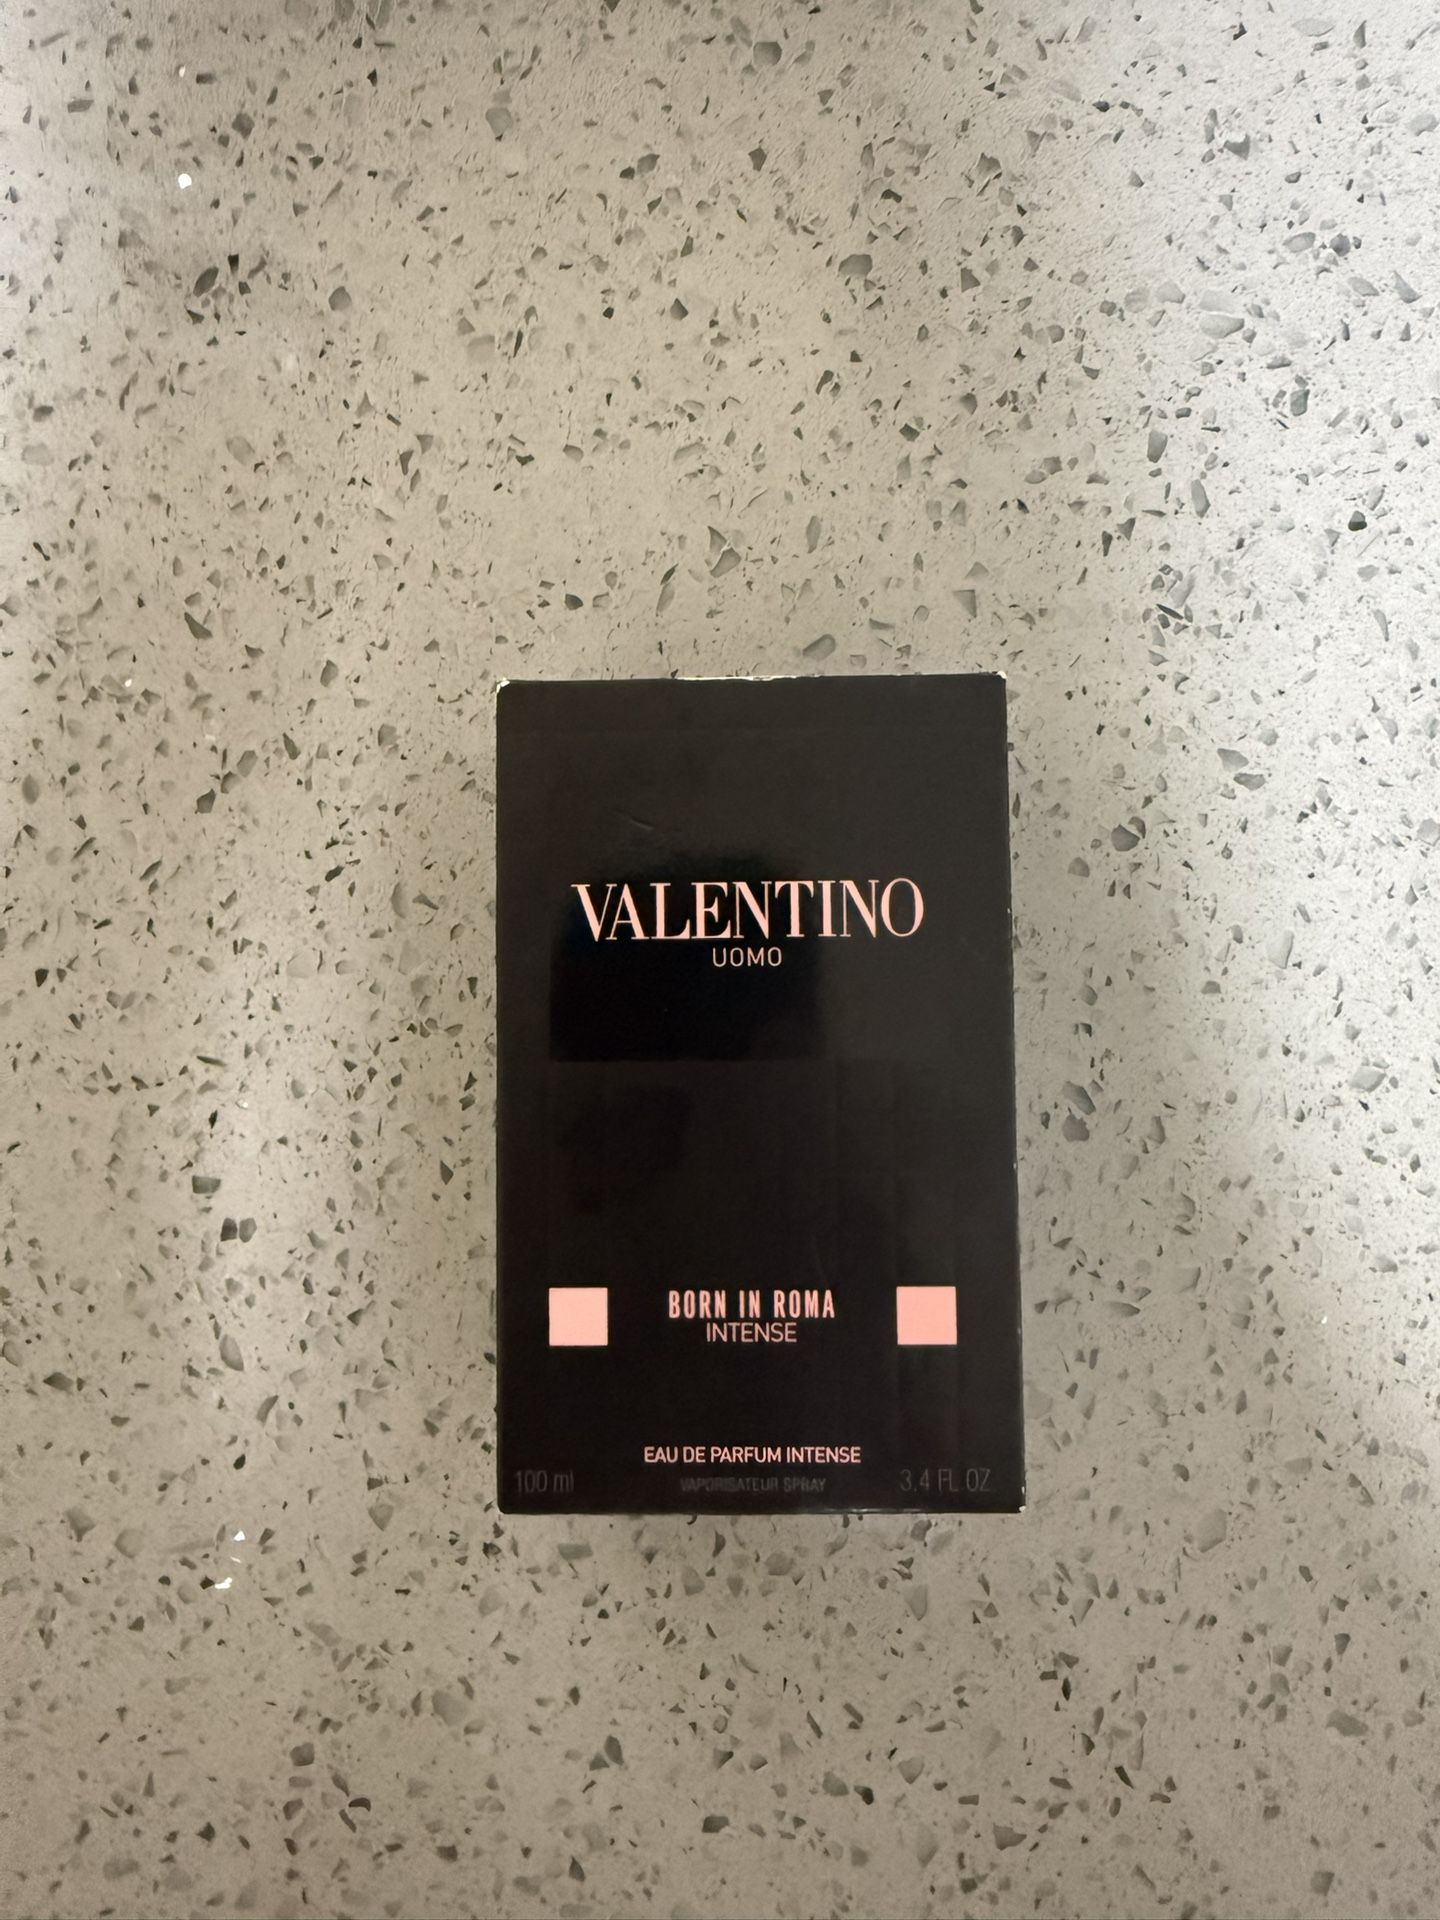 VALENTINO
UOMO
BORN IN ROMA
INTENSE
EAU DE PARFUM INTENSE
100 ml VAPORISATEUR SPRAY 3.4 FL.OZ